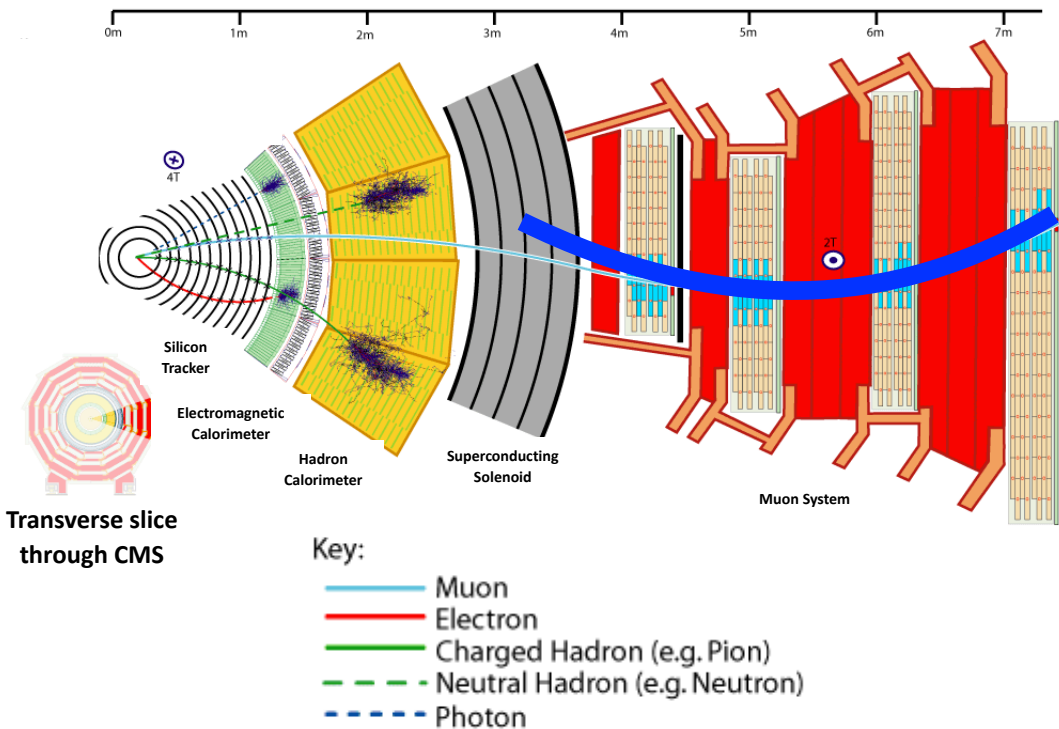 0m 1m 2m 3m 4m 5m 6m 7m
4T
2T
Silicon
Tracker
Electromagnetic
Calorimeter
Hadron
Calorimeter
Superconducting
Solenoid
Muon System
Transverse slice
through CMS
Key:
Muon
Electron
Charged Hadron (e.g. Pion)
Neutral Hadron (e.g. Neutron)
Photon